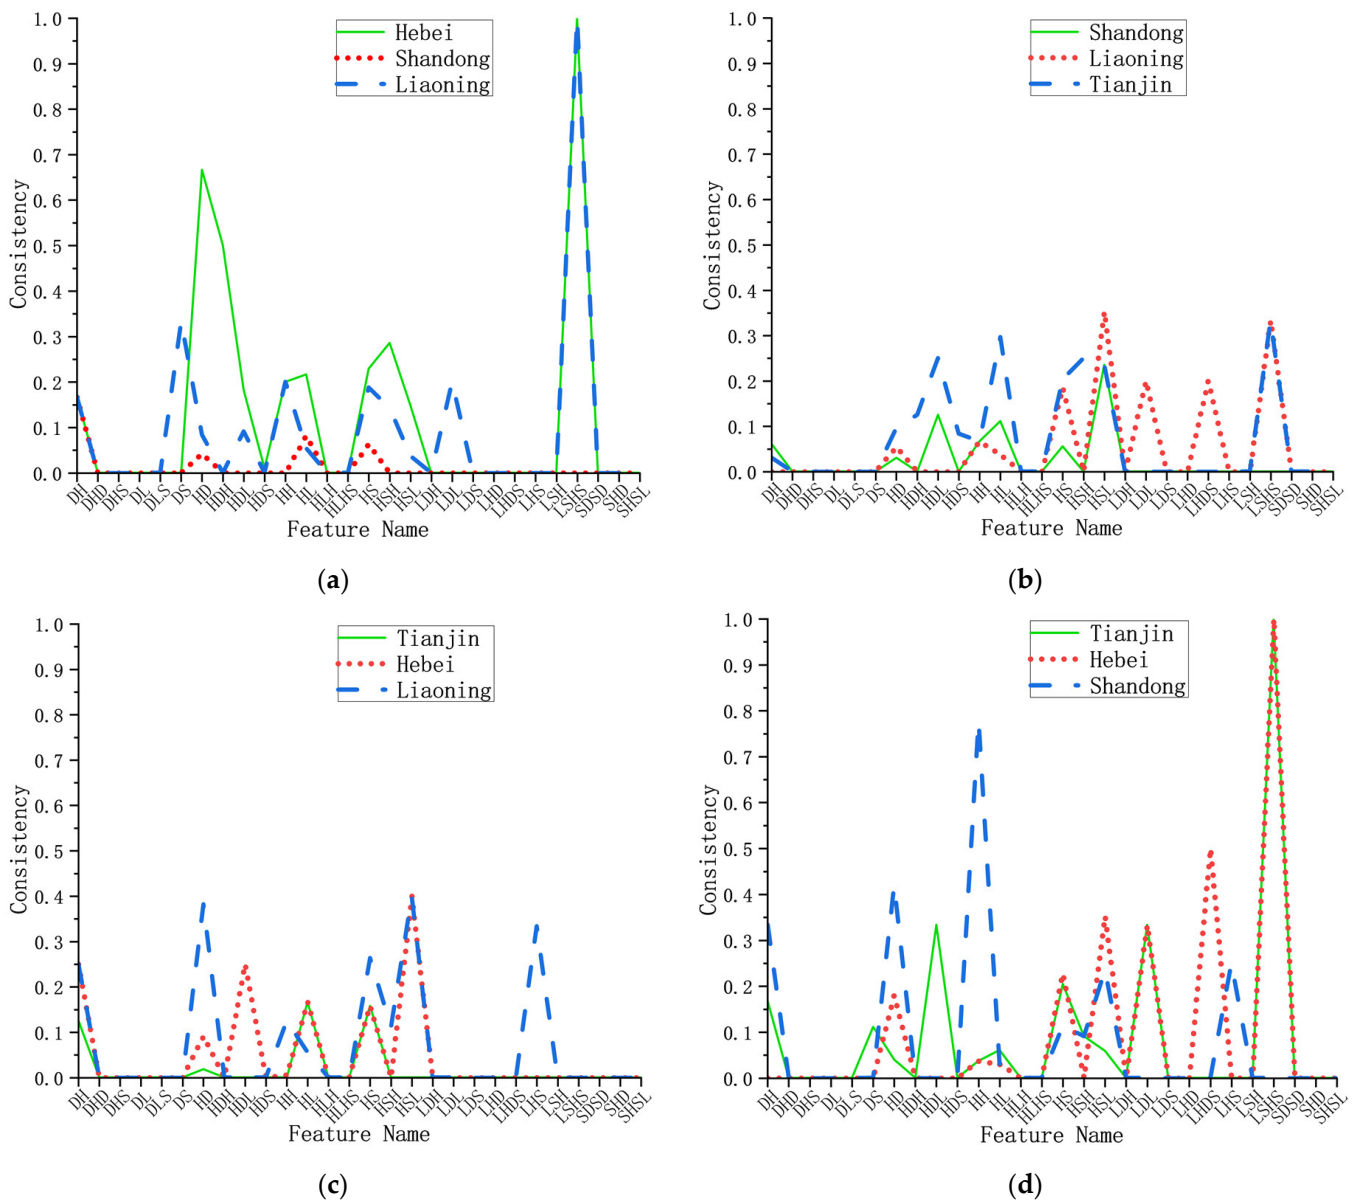 1.0
0.9
0.8
0.7
0.6
0.5
0.4
0.3
0.2
0.1
0.0
Consistency
Hebei
Shandong
Liaoning
DH DHD DHS DL DLS DS HD HDH HDL HDS HH HL HLH HLHS HS HSH HSL LDH LDL LDS LHD LHDS LHS LSH LSHS SDSD SHD SHSL
Feature Name
(a)
1.0
0.9
0.8
0.7
0.6
0.5
0.4
0.3
0.2
0.1
0.0
Consistency
Shandong
Liaoning
Tianjin
DH DHD DHS DL DLS DS HD HDH HDL HDS HH HL HLH HLHS HS HSH HSL LDH LDL LDS LHD LHDS LHS LSH LSHS SDSD SHD SHSL
Feature Name
(b)
1.0
0.9
0.8
0.7
0.6
0.5
0.4
0.3
0.2
0.1
0.0
Consistency
Tianjin
Hebei
Liaoning
DH DHD DHS DL DLS DS HD HDH HDL HDS HH HL HLH HLHS HS HSH HSL LDH LDL LDS LHD LHDS LHS LSH LSHS SDSD SHD SHSL
Feature Name
(c)
1.0
0.9
0.8
0.7
0.6
0.5
0.4
0.3
0.2
0.1
0.0
Consistency
Tianjin
Hebei
Shandong
DH DHD DHS DL DLS DS HD HDH HDL HDS HH HL HLH HLHS HS HSH HSL LDH LDL LDS LHD LHDS LHS LSH LSHS SDSD SHD SHSL
Feature Name
(d)